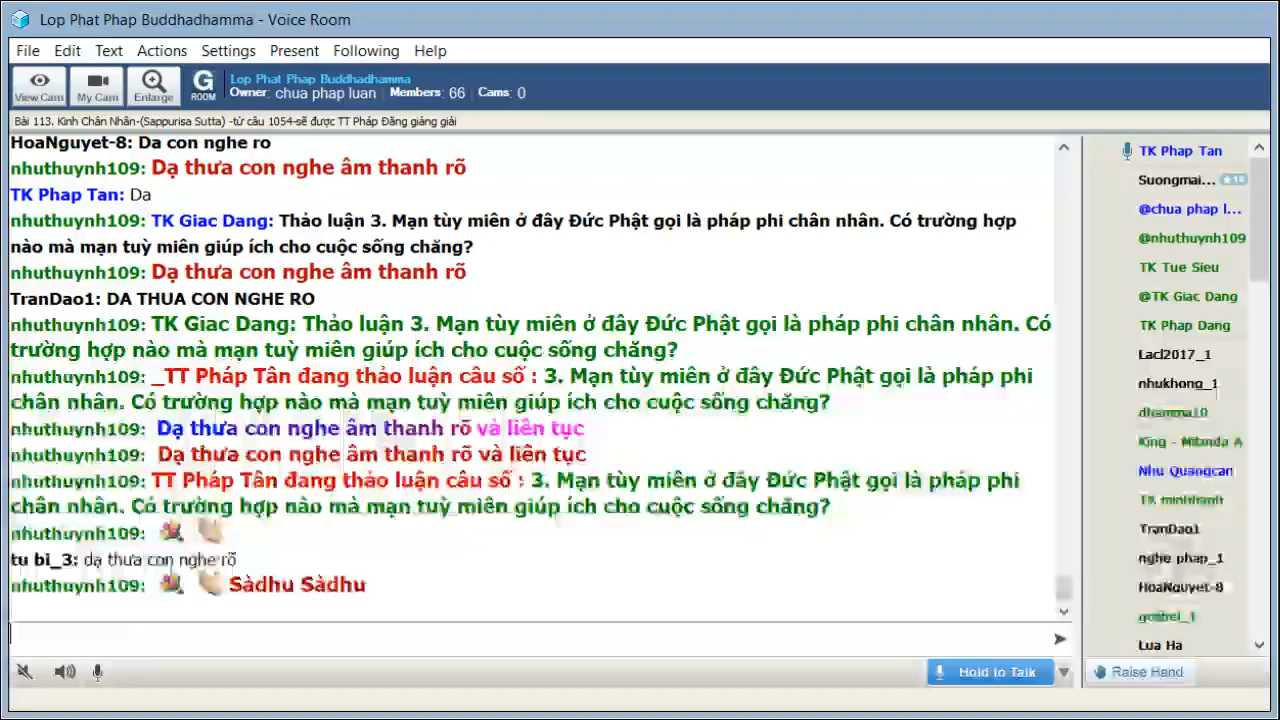 Lop Phat Phap Buddhadhamma - Voice Room
File Edit Text Actions Settings Present Following Help
View Cam My Cam Enlarge G ROOM
Lop Phat Phap Buddhadhamma
Owner: chua phap luan Members: 66 Cams: 0
Bài 113. Kinh Chân Nhân-(Sappurisa Sutta) -từ câu 1054-sẽ được TT Pháp Đăng giảng giải
HoaNguyet-8: Da con nghe ro
nhuthuynh109: Dạ thưa con nghe âm thanh rõ
TK Phap Tan: Da
nhuthuynh109: TK Giac Dang: Thảo luận 3. Mạn tùy miên ở đây Đức Phật gọi là pháp phi chân nhân. Có trường hợp
nào mà mạn tuỳ miên giúp ích cho cuộc sống chăng?
nhuthuynh109: Dạ thưa con nghe âm thanh rõ
TranDao1: DA THUA CON NGHE RO
nhuthuynh109: TK Giac Dang: Thảo luận 3. Mạn tùy miên ở đây Đức Phật gọi là pháp phi chân nhân. Có
trường hợp nào mà mạn tuỳ miên giúp ích cho cuộc sống chăng?
nhuthuynh109: _TT Pháp Tân đang thảo luận câu số : 3. Mạn tùy miên ở đây Đức Phật gọi là pháp phi
chân nhân. Có trường hợp nào mà mạn tuỳ miên giúp ích cho cuộc sống chăng?
nhuthuynh109: Dạ thưa con nghe âm thanh rõ và liên tục
nhuthuynh109: Dạ thưa con nghe âm thanh rõ và liên tục
nhuthuynh109: TT Pháp Tân đang thảo luận câu số : 3. Mạn tùy miên ở đây Đức Phật gọi là pháp phi
chân nhân. Có trường hợp nào mà mạn tuỳ miên giúp ích cho cuộc sống chăng?
nhuthuynh109:
tu bi_3: dạ thưa con nghe rõ
nhuthuynh109: Sàdhu Sàdhu
Hold to Talk
TK Phap Tan
Suongmai...
@chua phap l...
@nhuthuynh109
TK Tue Sieu
@TK Giac Dang
TK Phap Dang
Laci2017_1
nhukhong_1
dhamma10
King - Milinda A
Nhu Quangcan
TK minhhanh
TranDao1
nghe phap_1
HoaNguyet-8
Lua Ha
Raise Hand